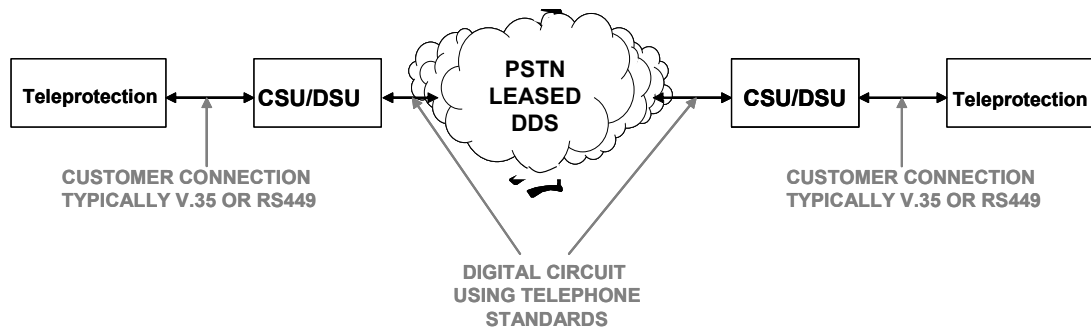 Teleprotection
CSU/DSU
PSTN
LEASED
DDS
CSU/DSU
Teleprotection
CUSTOMER CONNECTION
TYPICALLY V.35 OR RS449
CUSTOMER CONNECTION
TYPICALLY V.35 OR RS449
DIGITAL CIRCUIT
USING TELEPHONE
STANDARDS